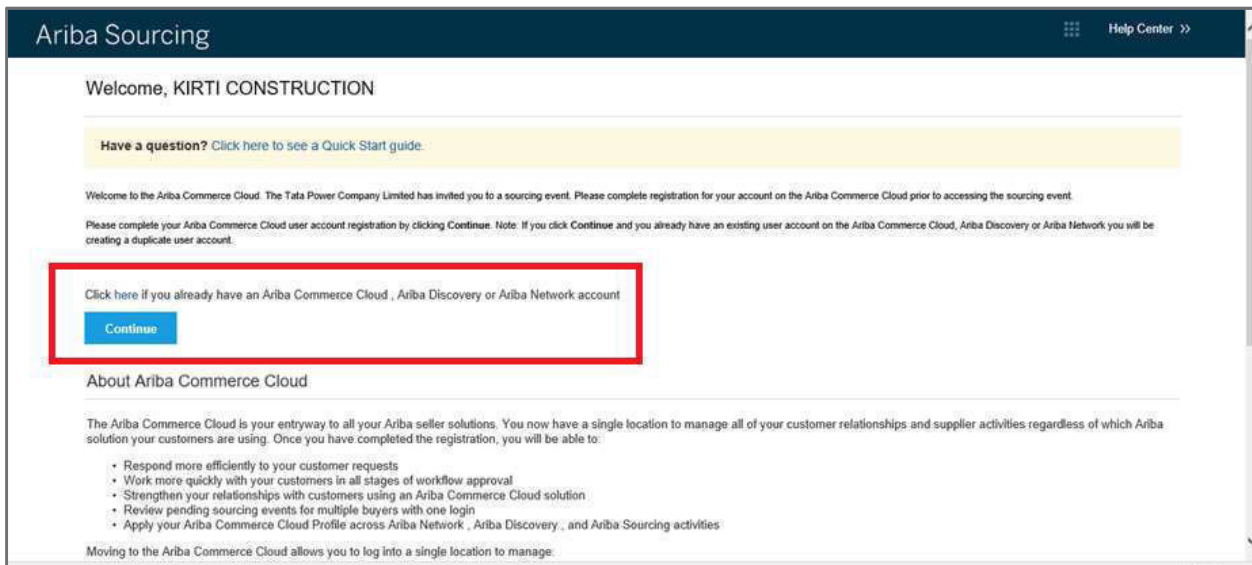 Ariba Sourcing
Help Center »
Welcome, KIRTI CONSTRUCTION
Have a question? Click here to see a Quick Start guide.
Welcome to the Ariba Commerce Cloud. The Tata Power Company Limited has invited you to a sourcing event. Please complete registration for your account on the Ariba Commerce Cloud prior to accessing the sourcing event.
Please complete your Ariba Commerce Cloud user account registration by clicking Continue. Note: If you click Continue and you already have an existing user account on the Ariba Commerce Cloud, Ariba Discovery or Ariba Network you will be
creating a duplicate user account.
Click here if you already have an Ariba Commerce Cloud , Ariba Discovery or Ariba Network account
Continue
About Ariba Commerce Cloud
The Ariba Commerce Cloud is your entryway to all your Ariba seller solutions. You now have a single location to manage all of your customer relationships and supplier activities regardless of which Ariba
solution your customers are using. Once you have completed the registration, you will be able to:
• Respond more efficiently to your customer requests
• Work more quickly with your customers in all stages of workflow approval
• Strengthen your relationships with customers using an Ariba Commerce Cloud solution
• Review pending sourcing events for multiple buyers with one login
• Apply your Ariba Commerce Cloud Profile across Ariba Network , Ariba Discovery , and Ariba Sourcing activities
Moving to the Ariba Commerce Cloud allows you to log into a single location to manage: